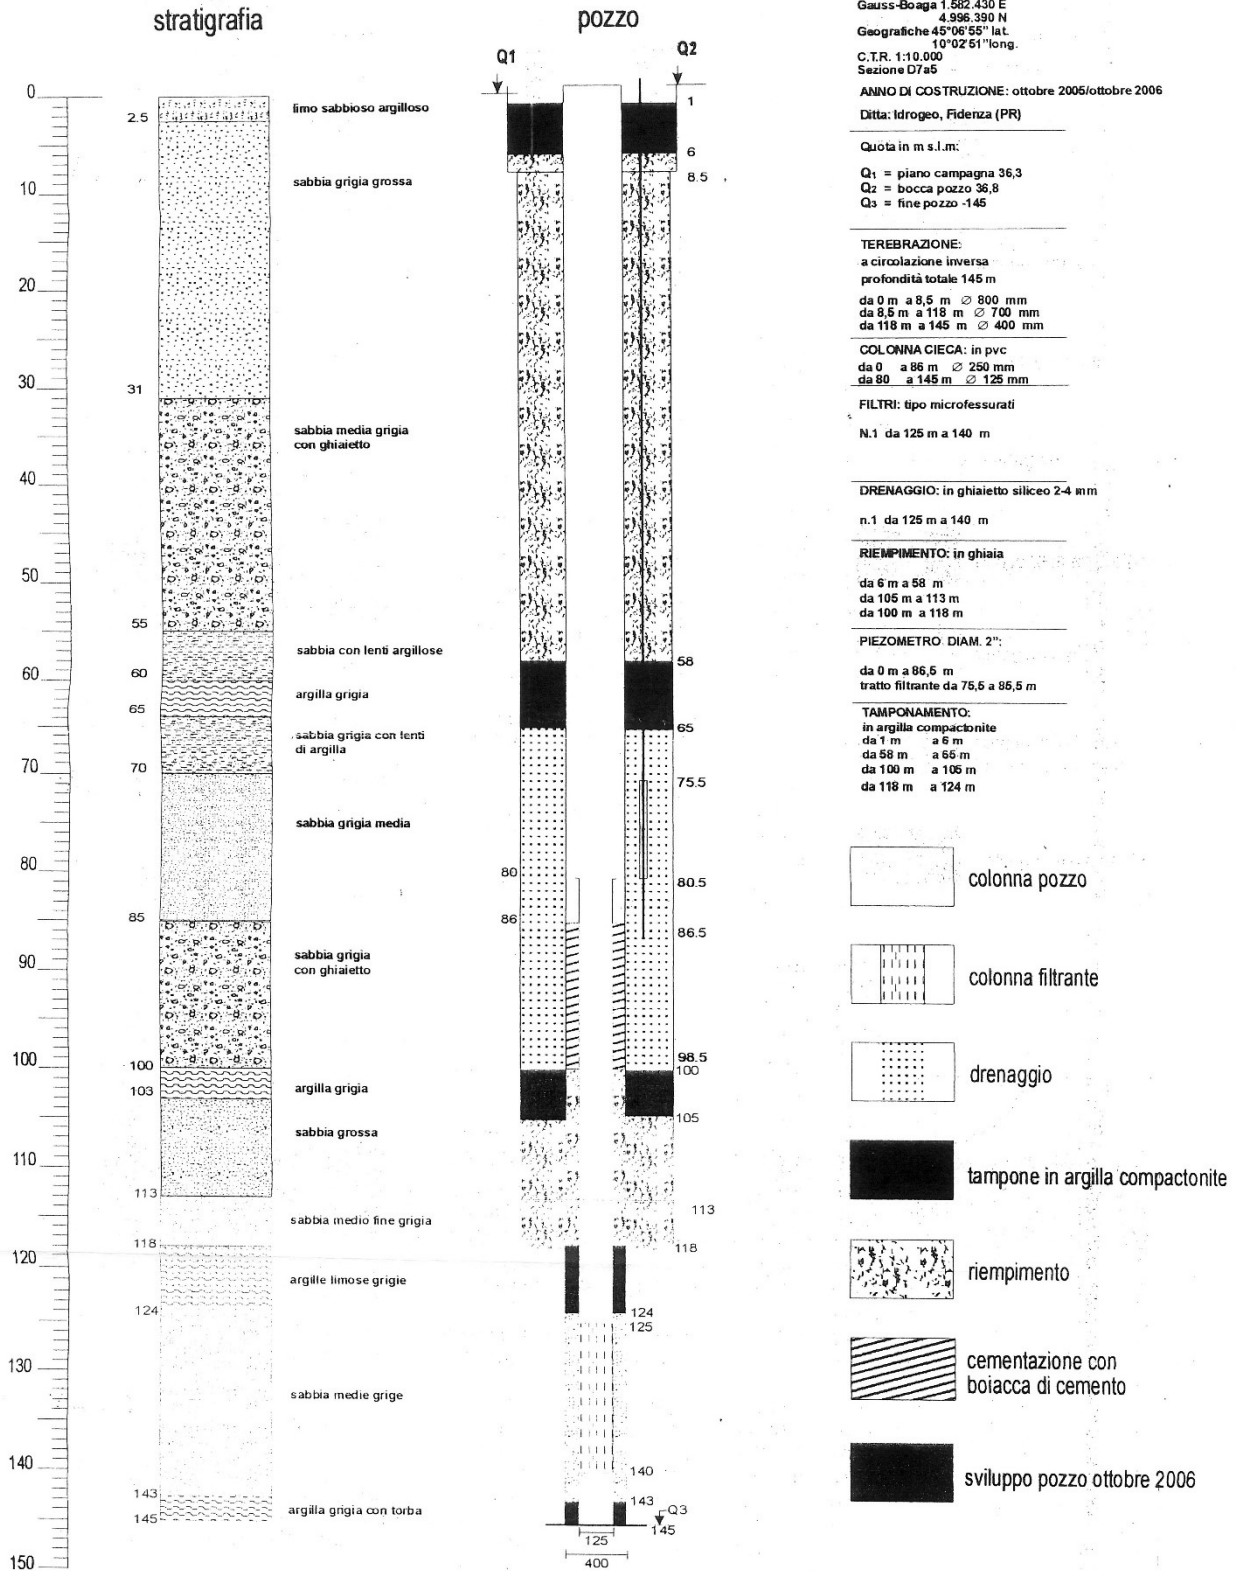 stratigrafia
pozzo
Q1
Q2
0
10
20
30
40
50
60
70
80
90
100
110
120
130
140
150
2.5
31
55
60
65
70
85
100
103
113
118
124
143
145
limo sabbioso argilloso
sabbia grigia grossa
sabbia media grigia
con ghiaietto
sabbia con lenti argillose
argilla grigia
sabbia grigia con lenti
di argilla
sabbia grigia media
sabbia grigia
con ghiaietto
argilla grigia
sabbia grossa
sabbia medio fine grigia
argille limose grigie
sabbia medie grige
argilla grigia con torba
80
86
1
6
8.5
58
65
75.5
80.5
86.5
98.5
100
105
113
118
124
125
140
143
Q3
145
125
400
Gauss-Boaga 1.582.430 E
4.996.390 N
Geografiche 45°06'55" lat.
10°02'51"long.
C.T.R. 1:10.000
Sezione D7a5
ANNO DI COSTRUZIONE: ottobre 2005/ottobre 2006
Ditta: Idrogeo, Fidenza (PR)
Quota in m s.l.m:
Q1 = piano campagna 36,3
Q2 = bocca pozzo 36,8
Q3 = fine pozzo -145
TEREBRAZIONE:
a circolazione inversa
profondità totale 145 m
da 0 m a 8,5 m ∅ 800 mm
da 8,5 m a 118 m ∅ 700 mm
da 118 m a 145 m ∅ 400 mm
COLONNA CIECA: in pvc
da 0 a 86 m ∅ 250 mm
da 80 a 145 m ∅ 125 mm
FILTRI: tipo microfessurati
N.1 da 125 m a 140 m
DRENAGGIO: in ghiaietto siliceo 2-4 mm
n.1 da 125 m a 140 m
RIEMPIMENTO: in ghiaia
da 6 m a 58 m
da 105 m a 113 m
da 100 m a 118 m
PIEZOMETRO DIAM. 2":
da 0 m a 86,5 m
tratto filtrante da 75,5 a 85,5 m
TAMPONAMENTO:
in argilla compactonite
da 1 m a 6 m
da 58 m a 65 m
da 100 m a 105 m
da 118 m a 124 m
colonna pozzo
colonna filtrante
drenaggio
tampone in argilla compactonite
riempimento
cementazione con
boiacca di cemento
sviluppo pozzo ottobre 2006